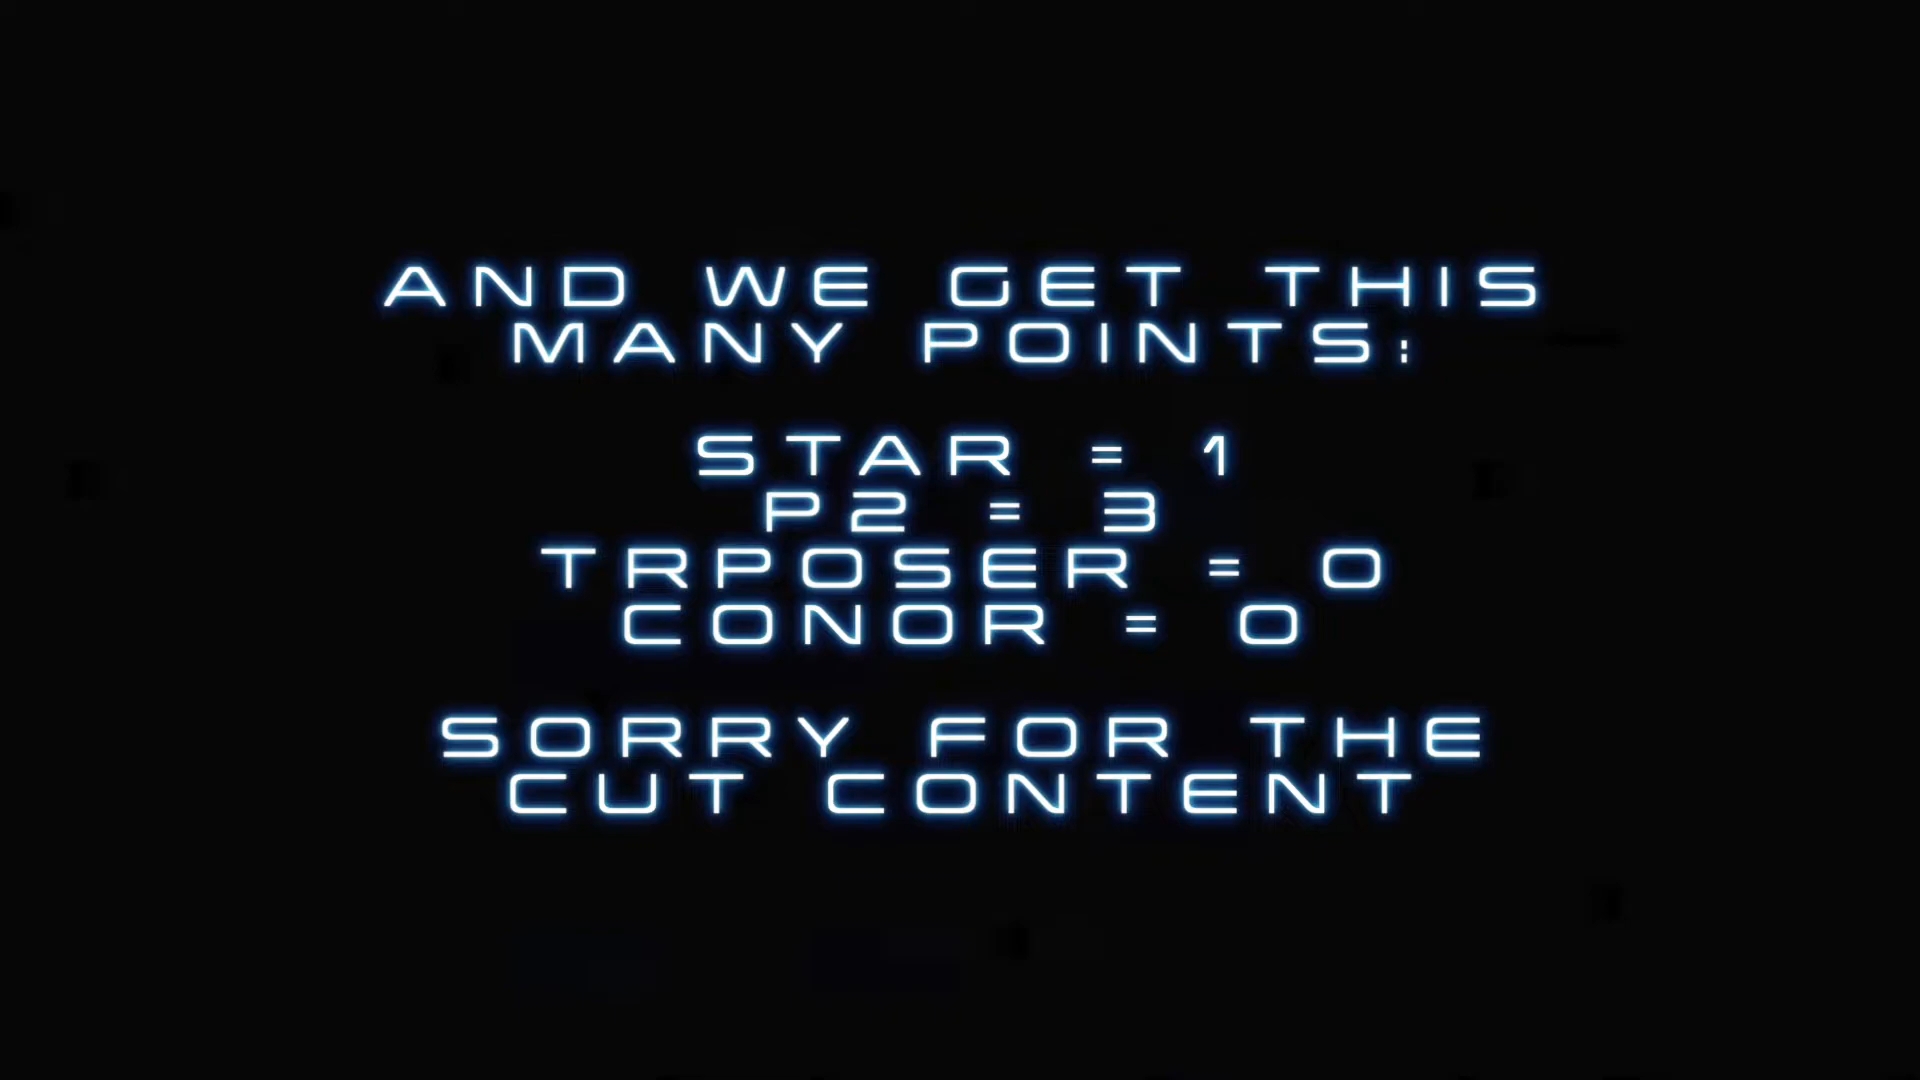 AND WE GET THIS
MANY POINTS:
STAR = 1
P2 = 3
TRPOSER = 0
CONOR = 0
SORRY FOR THE
CUT CONTENT